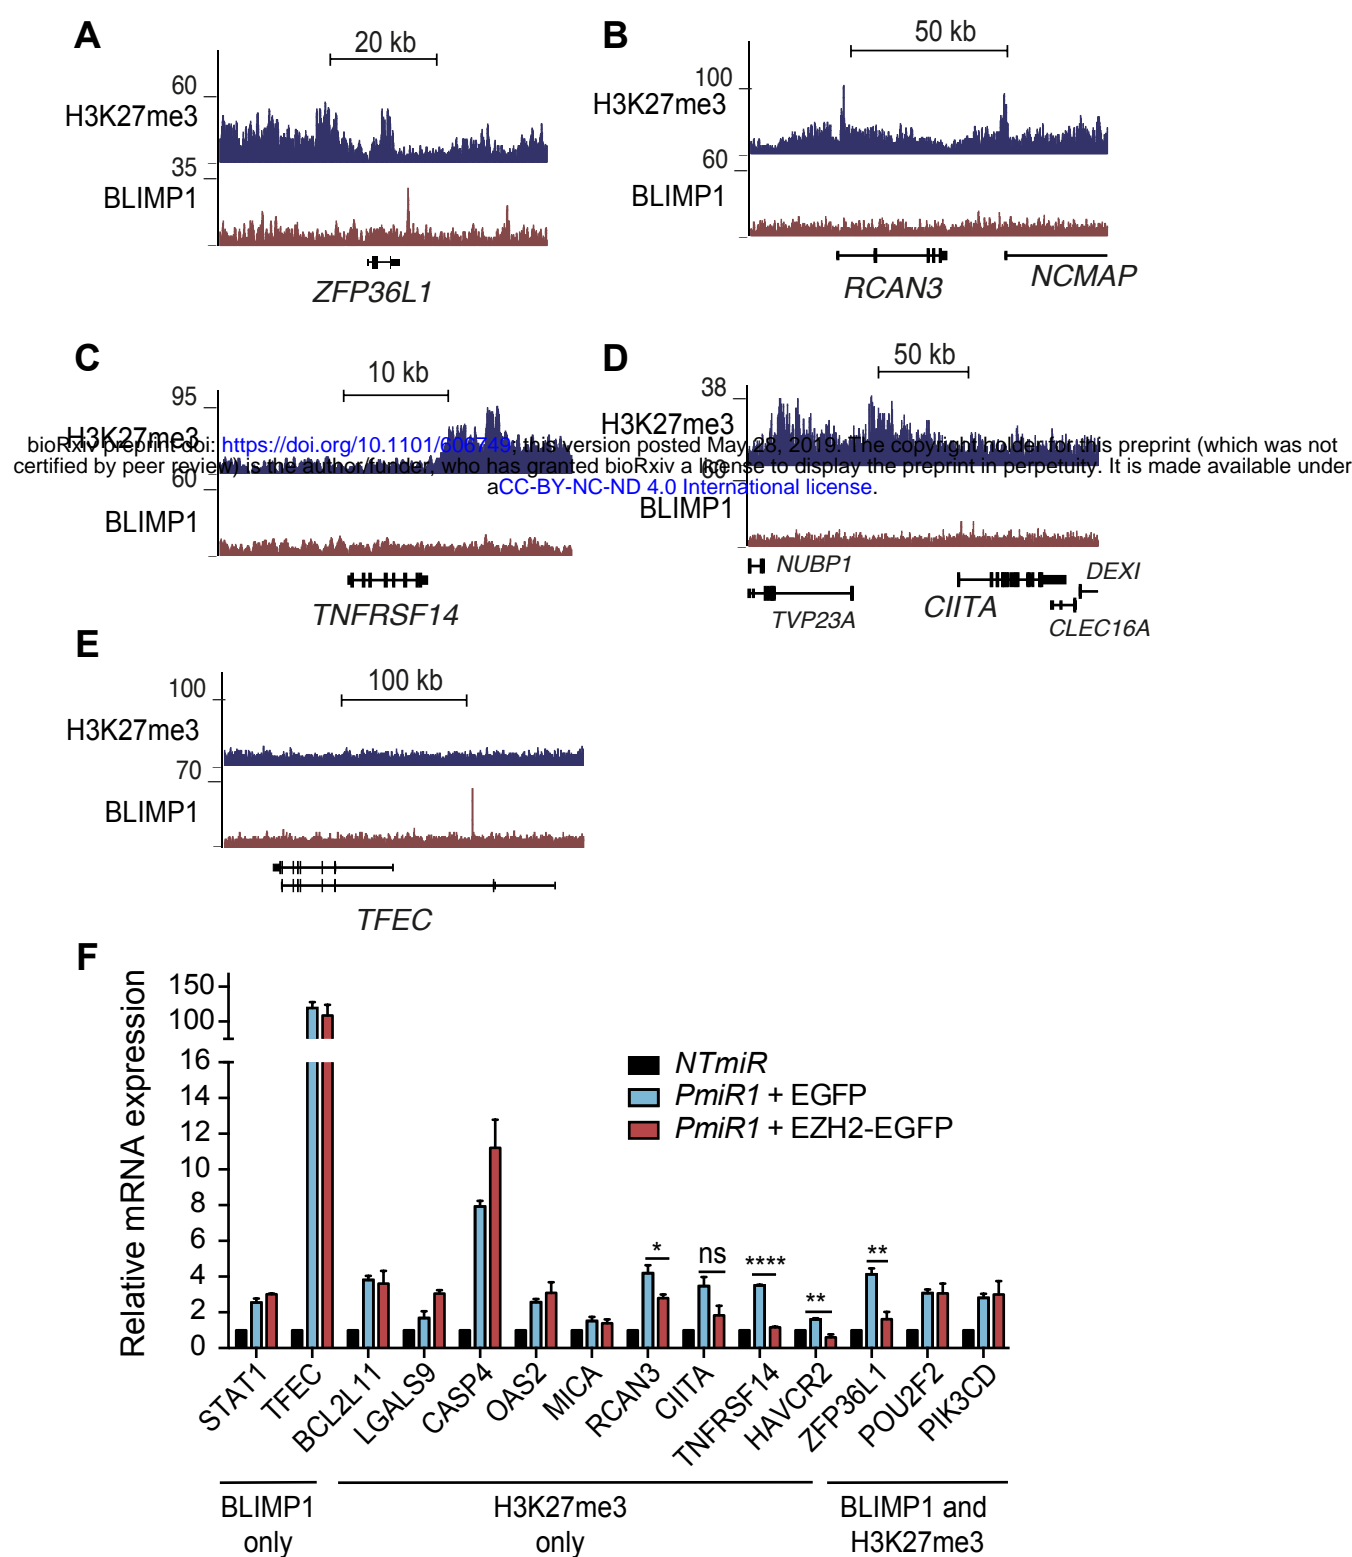 A
20 kb
60
H3K27me3
35
BLIMP1
ZFP36L1
B
50 kb
100
H3K27me3
60
BLIMP1
RCAN3
NCMAP
C
10 kb
95
H3K27me3
60
BLIMP1
TNFRSF14
D
50 kb
38
H3K27me3
60
BLIMP1
NUBP1
TVP23A
CIITA
DEXI
CLEC16A
bioRxiv preprint doi: https://doi.org/10.1101/606749; this version posted May 28, 2019. The copyright holder for this preprint (which was not
certified by peer review) is the author/funder, who has granted bioRxiv a license to display the preprint in perpetuity. It is made available under
aCC-BY-NC-ND 4.0 International license.
E
100 kb
100
H3K27me3
70
BLIMP1
TFEC
F
Relative mRNA expression
150
100
16
14
12
10
8
6
4
2
0
NTmiR
PmiR1 + EGFP
PmiR1 + EZH2-EGFP
*
ns
****
**
**
STAT1
TFEC
BCL2L11
LGALS9
CASP4
OAS2
MICA
RCAN3
CIITA
TNFRSF14
HAVCR2
ZFP36L1
POU2F2
PIK3CD
BLIMP1
only
H3K27me3
only
BLIMP1 and
H3K27me3